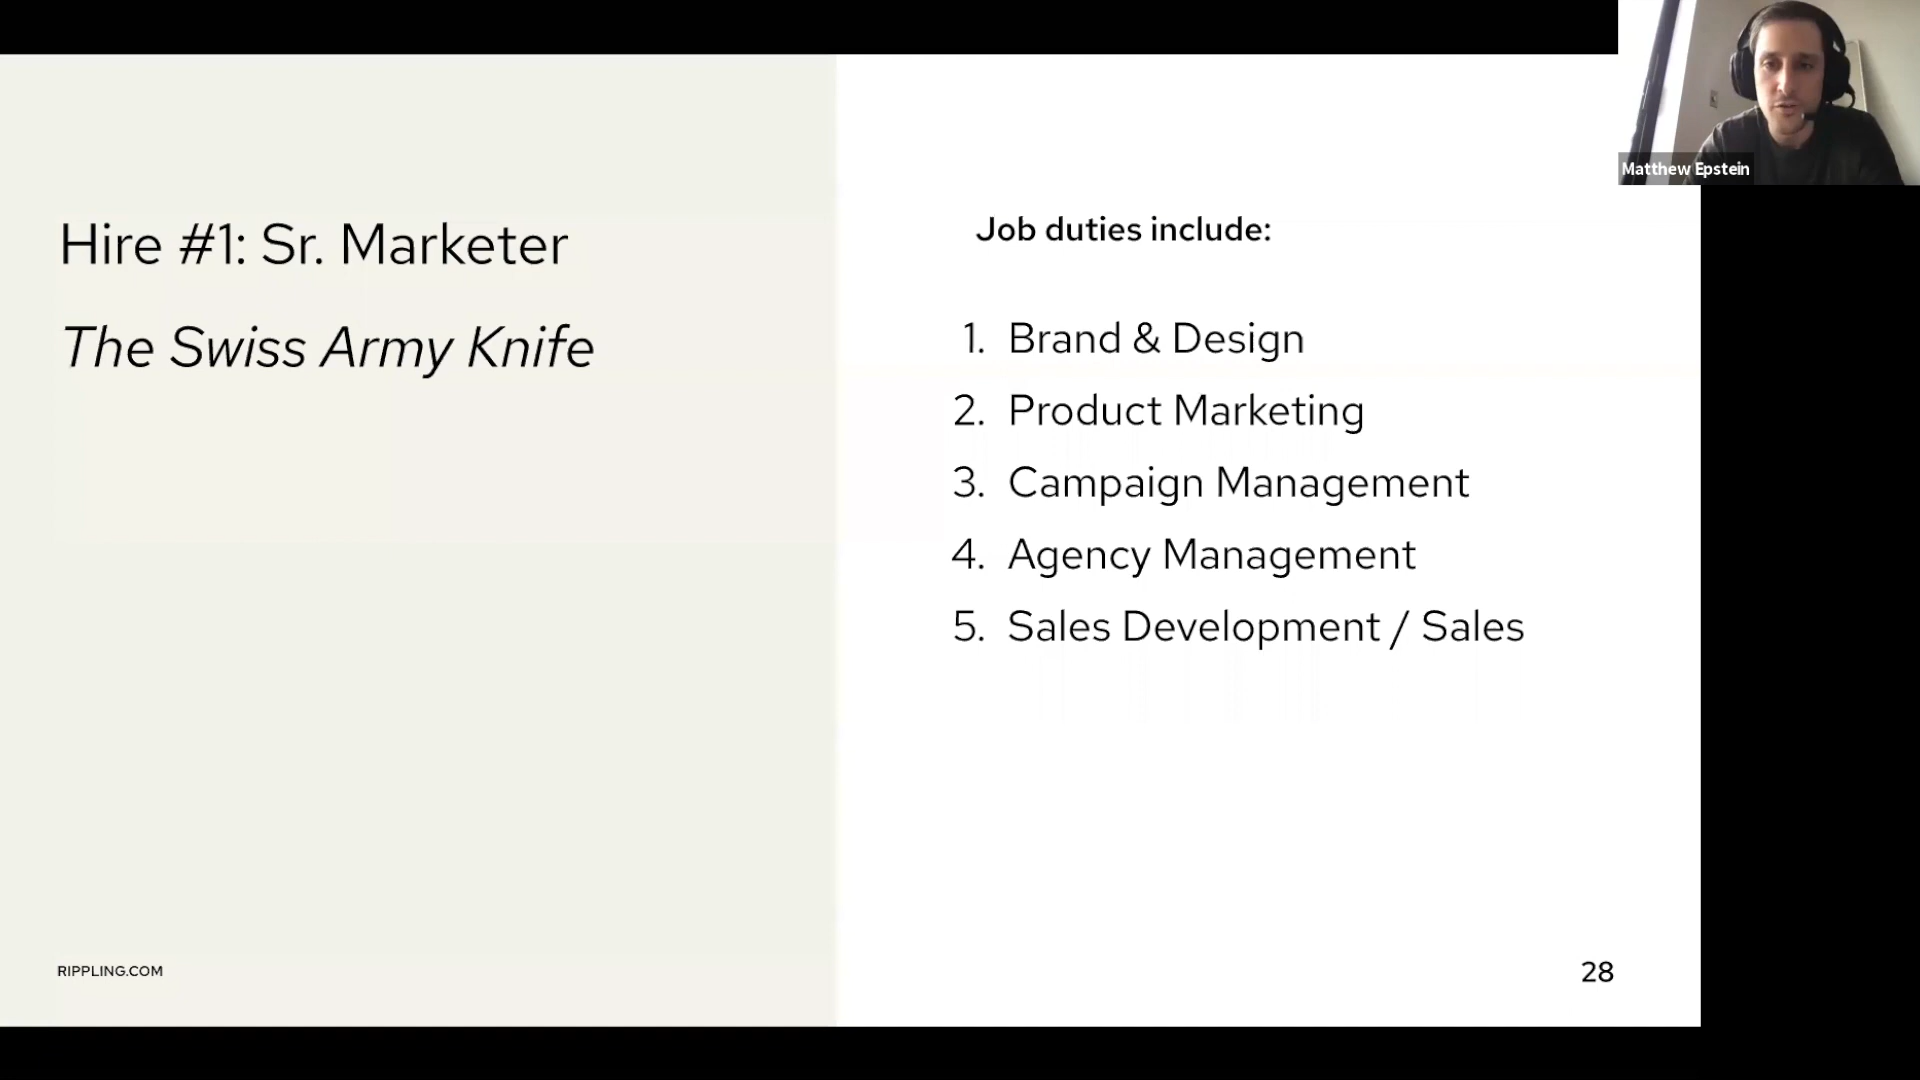 Matthew Epstein
Hire #1: Sr. Marketer
The Swiss Army Knife
Job duties include:
1. Brand & Design
2. Product Marketing
3. Campaign Management
4. Agency Management
5. Sales Development / Sales
RIPPLING.COM
28